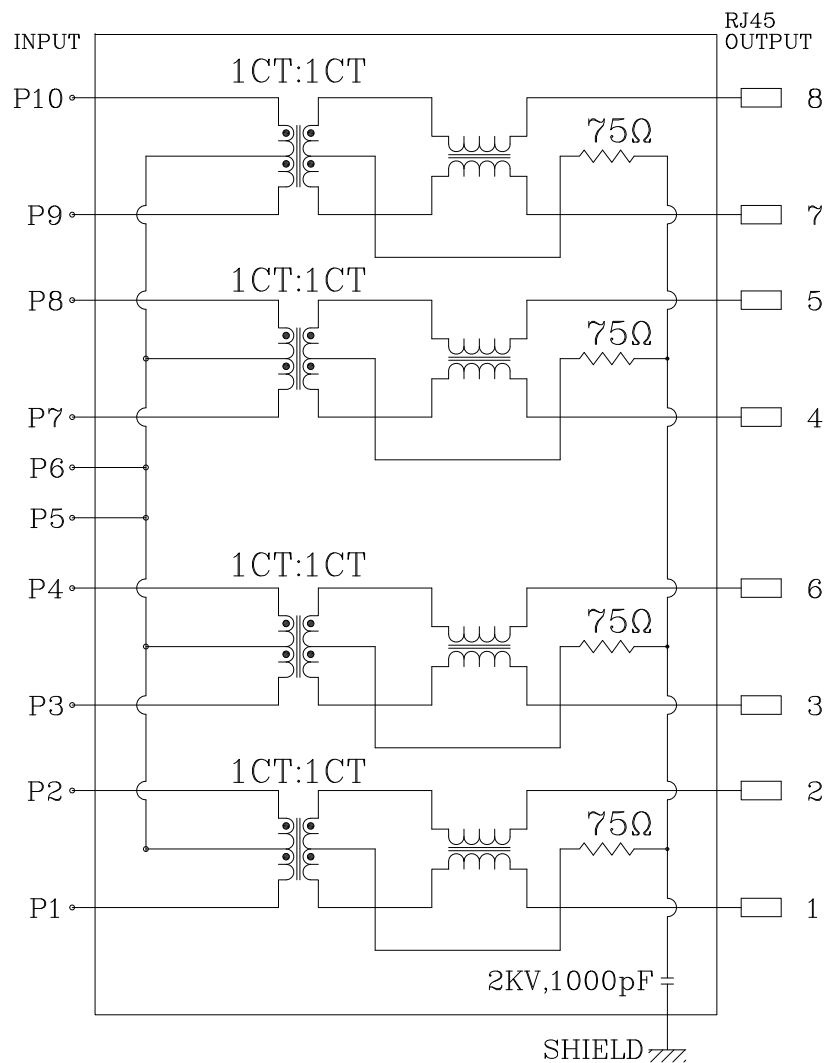 RJ45
INPUT OUTPUT
1CT:1CT
P10 8
75Ω
P9 7
1CT:1CT
P8 5
75Ω
P7 4
P6
P5
1CT:1CT
P4 6
75Ω
P3 3
1CT:1CT
P2 2
75Ω
P1 1
2KV,1000pF
SHIELD